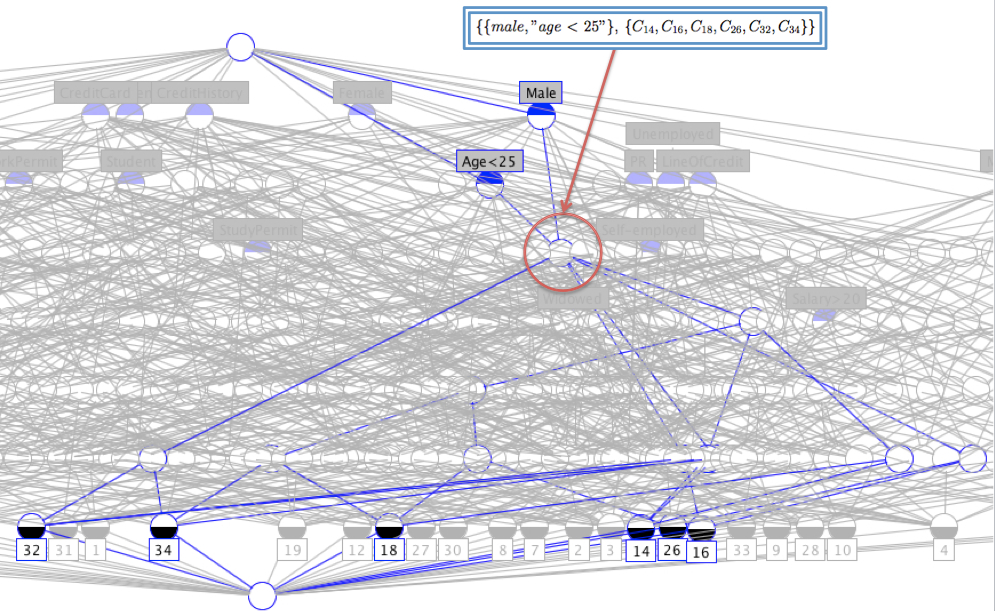 {{male,"age < 25"}, {C14, C16, C18, C26, C32, C34}}
CreditCard
CreditHistory
Female
Male
Unemployed
rkPermit
Student
Age<25
PR
LineOfCredit
StudyPermit
Self-employed
Widowed
Salary>20
32 31 1 34 19 12 18 27 30 8 7 2 3 14 26 16 33 9 28 10 4